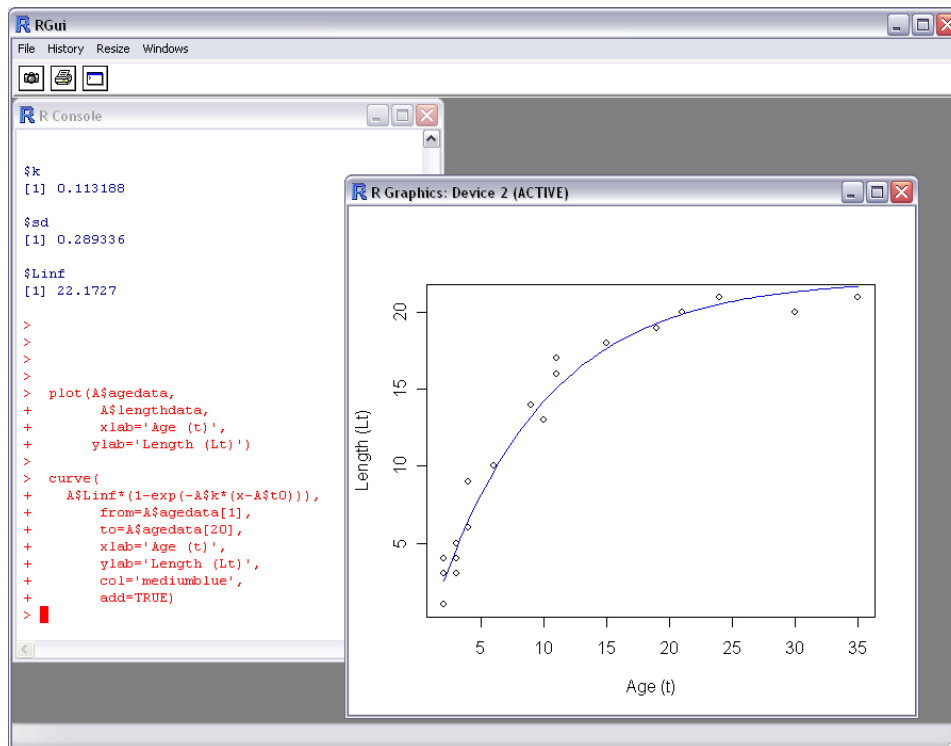 RGui
File History Resize Windows
R Console
$k
[1] 0.113188
$sd
[1] 0.289336
$Linf
[1] 22.1727
>
>
>
>
> plot(A$agedata,
+ A$lengthdata,
+ xlab='Age (t)',
+ ylab='Length (Lt)')
>
> curve(
+ A$Linf*(1-exp(-A$k*(x-A$t0))),
+ from=A$agedata[1],
+ to=A$agedata[20],
+ xlab='Age (t)',
+ ylab='Length (Lt)',
+ col='mediumblue',
+ add=TRUE)
>
R Graphics: Device 2 (ACTIVE)
20
15
10
5
Length (Lt)
5 10 15 20 25 30 35
Age (t)